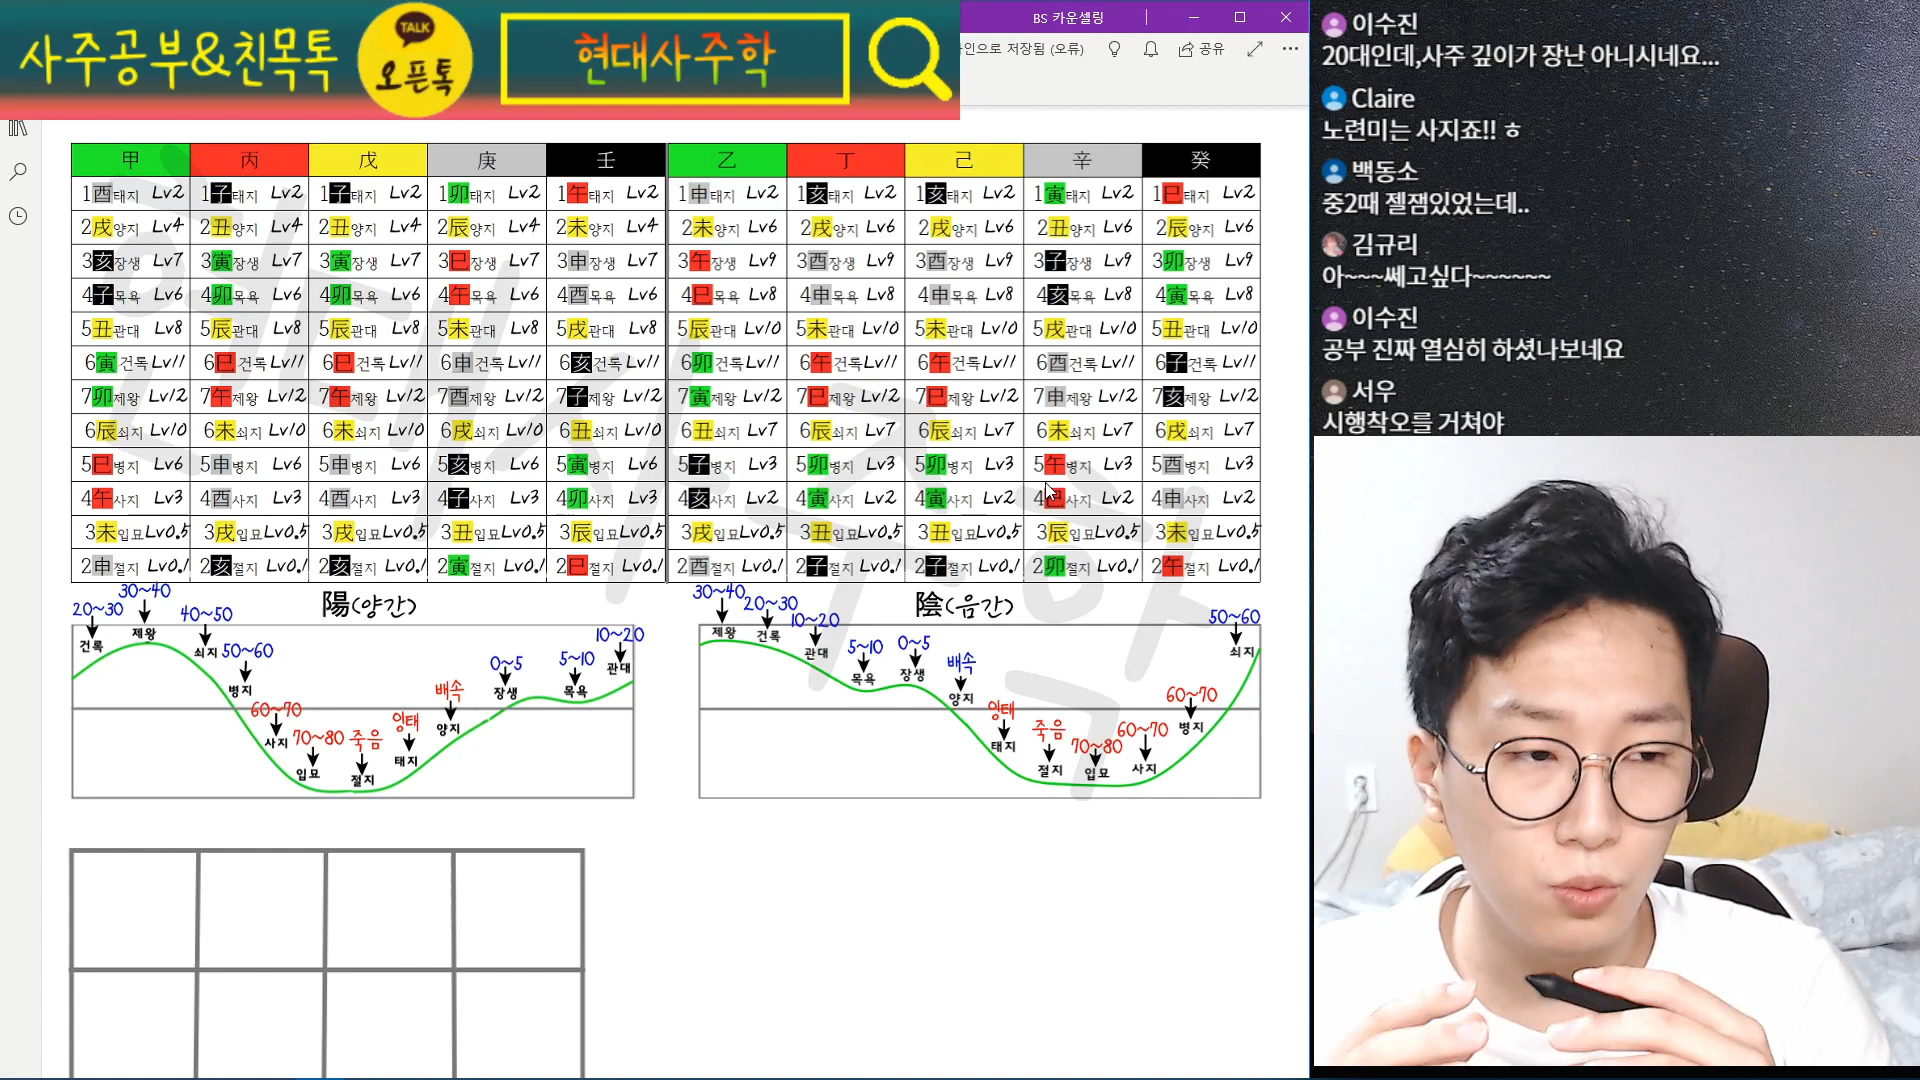 사주공부&친목톡
TALK
오픈톡
현대사주학
BS 카운셀링
인으로 저장됨 (오류)
공유
甲 丙 戊 庚 壬 乙 丁 己 辛 癸
1酉태지 Lv2 1子태지 Lv2 1子태지 Lv2 1卯태지 Lv2 1午태지 Lv2 1申태지 Lv2 1亥태지 Lv2 1亥태지 Lv2 1寅태지 Lv2 1巳태지 Lv2
2戌양지 Lv4 2丑양지 Lv4 2丑양지 Lv4 2辰양지 Lv4 2未양지 Lv4 2未양지 Lv6 2戌양지 Lv6 2戌양지 Lv6 2丑양지 Lv6 2辰양지 Lv6
3亥장생 Lv7 3寅장생 Lv7 3寅장생 Lv7 3巳장생 Lv7 3申장생 Lv7 3午장생 Lv9 3酉장생 Lv9 3酉장생 Lv9 3子장생 Lv9 3卯장생 Lv9
4子목욕 Lv6 4卯목욕 Lv6 4卯목욕 Lv6 4午목욕 Lv6 4酉목욕 Lv6 4巳목욕 Lv8 4申목욕 Lv8 4申목욕 Lv8 4亥목욕 Lv8 4寅목욕 Lv8
5丑관대 Lv8 5辰관대 Lv8 5辰관대 Lv8 5未관대 Lv8 5戌관대 Lv8 5辰관대 Lv10 5未관대 Lv10 5未관대 Lv10 5戌관대 Lv10 5丑관대 Lv10
6寅건록 Lv11 6巳건록 Lv11 6巳건록 Lv11 6申건록 Lv11 6亥건록 Lv11 6卯건록 Lv11 6午건록 Lv11 6午건록 Lv11 6酉건록 Lv11 6子건록 Lv11
7卯제왕 Lv12 7午제왕 Lv12 7午제왕 Lv12 7酉제왕 Lv12 7子제왕 Lv12 7寅제왕 Lv12 7巳제왕 Lv12 7巳제왕 Lv12 7申제왕 Lv12 7亥제왕 Lv12
6辰쇠지 Lv10 6未쇠지 Lv10 6未쇠지 Lv10 6戌쇠지 Lv10 6丑쇠지 Lv10 6丑쇠지 Lv7 6辰쇠지 Lv7 6辰쇠지 Lv7 6未쇠지 Lv7 6戌쇠지 Lv7
5巳병지 Lv6 5申병지 Lv6 5申병지 Lv6 5亥병지 Lv6 5寅병지 Lv6 5子병지 Lv3 5卯병지 Lv3 5卯병지 Lv3 5午병지 Lv3 5酉병지 Lv3
4午사지 Lv3 4酉사지 Lv3 4酉사지 Lv3 4子사지 Lv3 4卯사지 Lv3 4亥사지 Lv2 4寅사지 Lv2 4寅사지 Lv2 4巳사지 Lv2 4申사지 Lv2
3未입묘 Lv0.5 3戌입묘 Lv0.5 3戌입묘 Lv0.5 3丑입묘 Lv0.5 3辰입묘 Lv0.5 3戌입묘 Lv0.5 3丑입묘 Lv0.5 3丑입묘 Lv0.5 3辰입묘 Lv0.5 3未입묘 Lv0.5
2申절지 Lv0.1 2亥절지 Lv0.1 2亥절지 Lv0.1 2寅절지 Lv0.1 2巳절지 Lv0.1 2酉절지 Lv0.1 2子절지 Lv0.1 2子절지 Lv0.1 2卯절지 Lv0.1 2午절지 Lv0.1
현대사주학
陽(양간)
20~30 건록
30~40 제왕
40~50 쇠지
50~60 병지
60~70 사지
70~80 입묘
죽음 절지
잉태 태지
배속 양지
0~5 장생
5~10 목욕
10~20 관대
陰(음간)
30~40 제왕
20~30 건록
10~20 관대
5~10 목욕
0~5 장생
배속 양지
잉태 태지
죽음 절지
70~80 입묘
60~70 사지
60~70 병지
50~60 쇠지
이수진
20대인데,사주 깊이가 장난 아니시네요...
Claire
노련미는 사지죠!! ㅎ
백동소
중2때 젤잼있었는데..
김규리
아~~~쎄고싶다~~~~~~
이수진
공부 진짜 열심히 하셨나보네요
서우
시행착오를 거쳐야